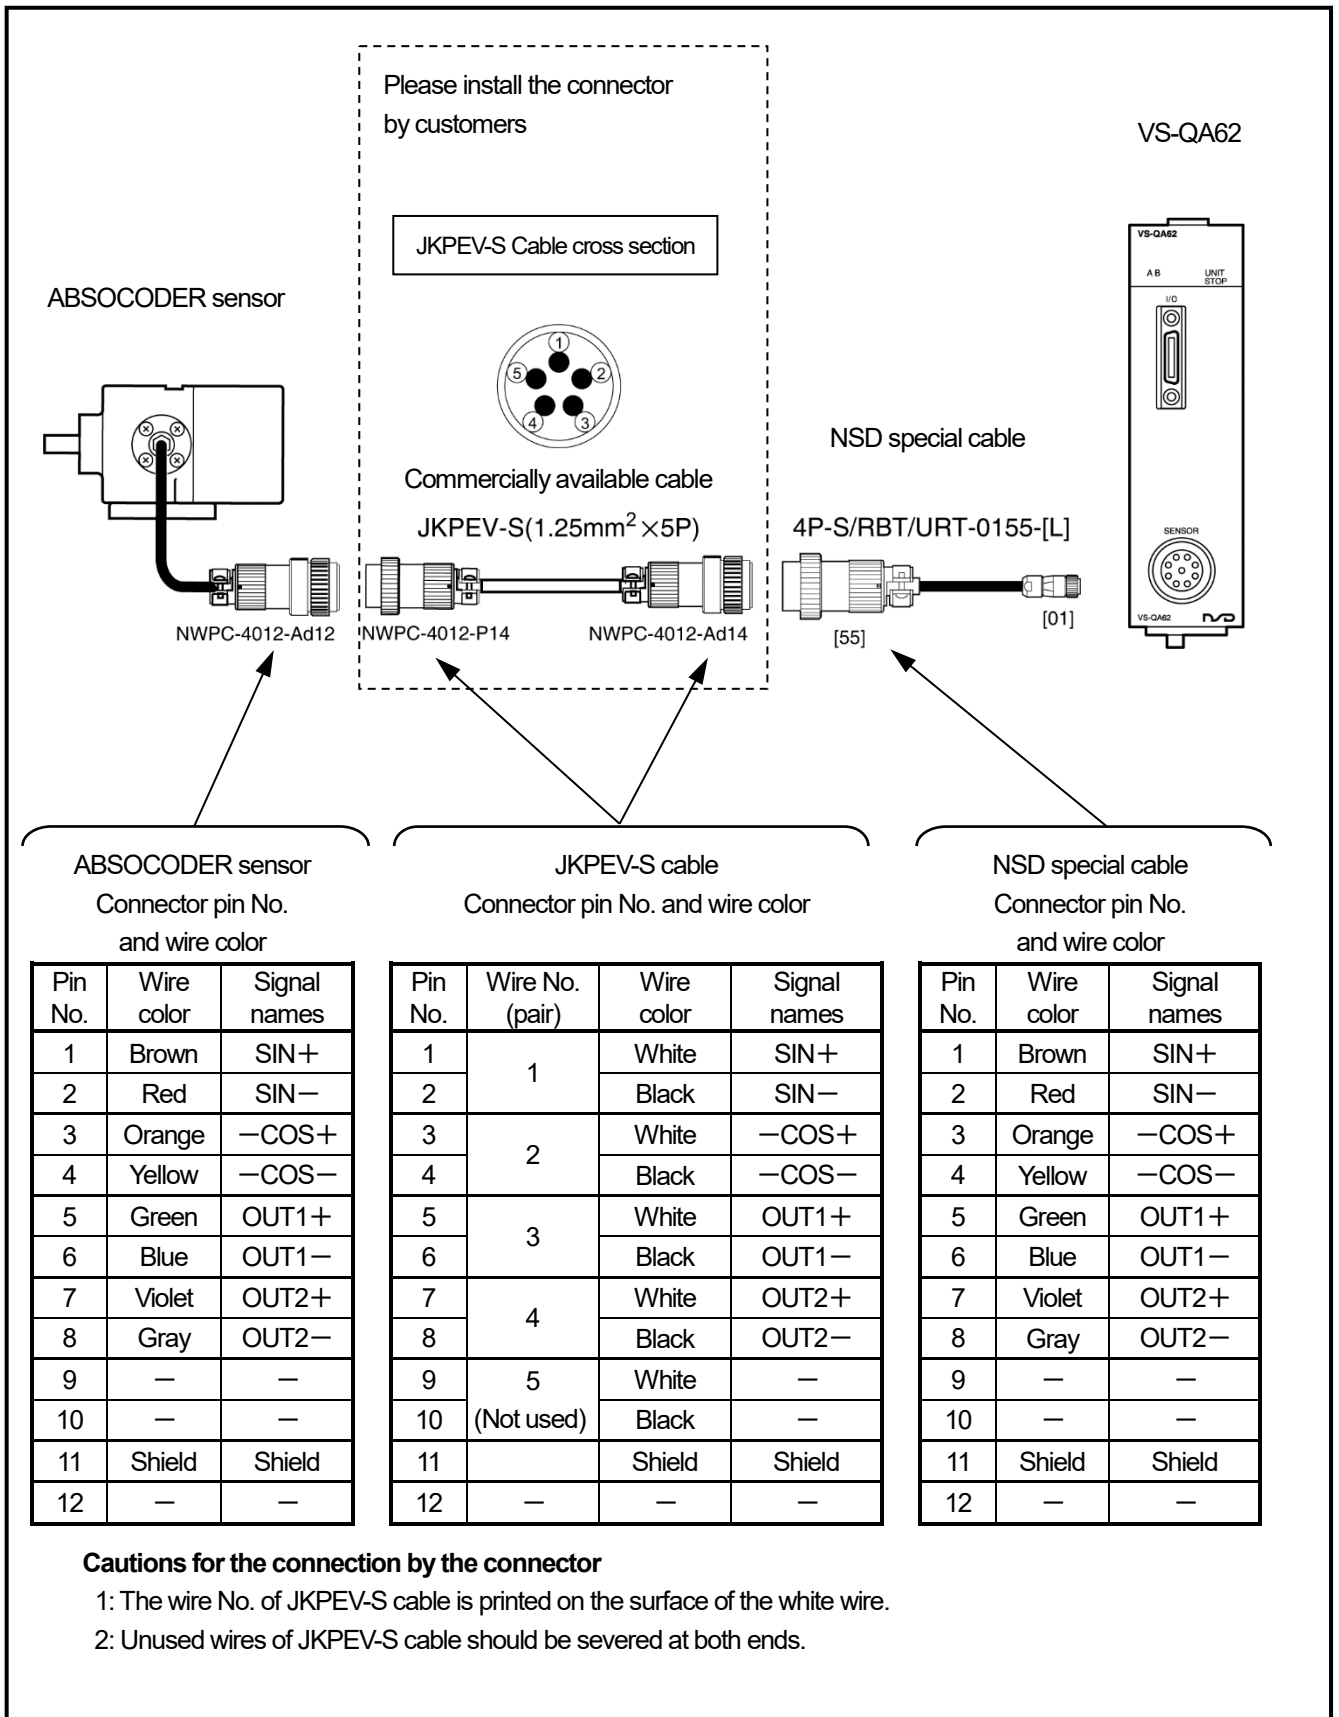 Please install the connector
by customers
VS-QA62
JKPEV-S Cable cross section
ABSOCODER sensor
VS-QA62
A B UNIT
STOP
I/O
1
5 2
4 3
NSD special cable
Commercially available cable
JKPEV-S(1.25mm²×5P)
4P-S/RBT/URT-0155-[L]
SENSOR
NWPC-4012-Ad12
NWPC-4012-P14
NWPC-4012-Ad14
[55]
[01]
VS-QA62 NSD
ABSOCODER sensor
Connector pin No.
and wire color
Pin No. Wire color Signal names
1 Brown SIN+
2 Red SIN−
3 Orange −COS+
4 Yellow −COS−
5 Green OUT1+
6 Blue OUT1−
7 Violet OUT2+
8 Gray OUT2−
9 − −
10 − −
11 Shield Shield
12 − −
JKPEV-S cable
Connector pin No. and wire color
Pin No. Wire No. (pair) Wire color Signal names
1 1 White SIN+
2 Black SIN−
3 2 White −COS+
4 Black −COS−
5 3 White OUT1+
6 Black OUT1−
7 4 White OUT2+
8 Black OUT2−
9 5 White −
10 (Not used) Black −
11 Shield Shield
12 − − −
NSD special cable
Connector pin No.
and wire color
Pin No. Wire color Signal names
1 Brown SIN+
2 Red SIN−
3 Orange −COS+
4 Yellow −COS−
5 Green OUT1+
6 Blue OUT1−
7 Violet OUT2+
8 Gray OUT2−
9 − −
10 − −
11 Shield Shield
12 − −
Cautions for the connection by the connector
1: The wire No. of JKPEV-S cable is printed on the surface of the white wire.
2: Unused wires of JKPEV-S cable should be severed at both ends.